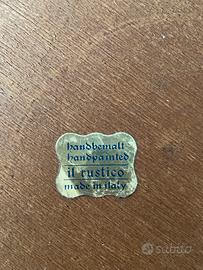 handbemalt
handpainted
il rustico
made in italy
subito